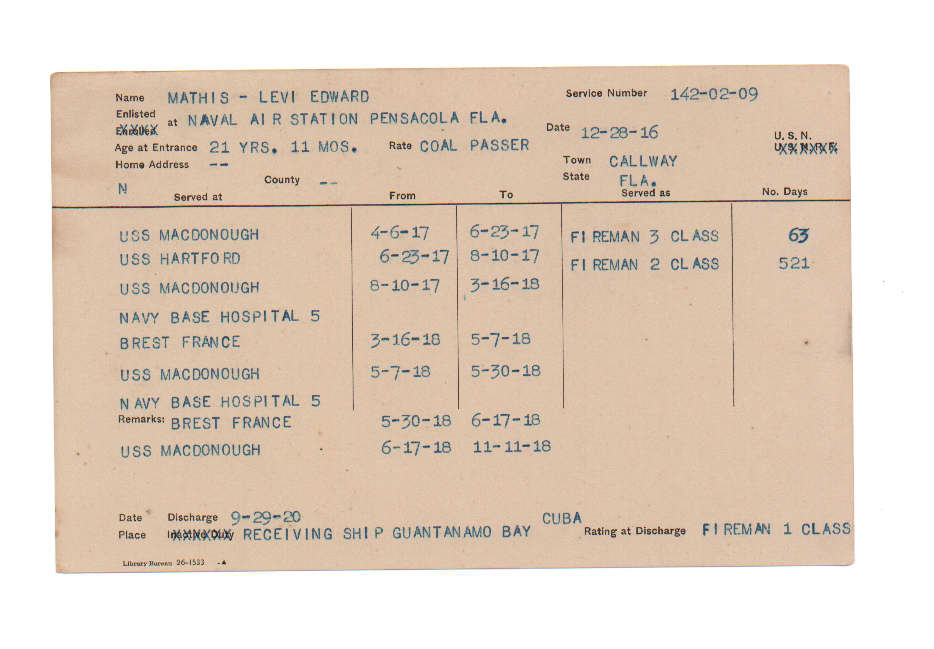 Name MATHIS - LEVI EDWARD Service Number 142-02-09
Enlisted
Enrolled at NAVAL AIR STATION PENSACOLA FLA. Date 12-28-16 U. S. N.
U. S. N. R. F.
Age at Entrance 21 YRS. 11 MOS. Rate COAL PASSER
Home Address -- Town CALLWAY
N County -- State FLA.
Served at From To Served as No. Days
USS MACDONOUGH 4-6-17 6-23-17 FIREMAN 3 CLASS 63
USS HARTFORD 6-23-17 8-10-17 FIREMAN 2 CLASS 521
USS MACDONOUGH 8-10-17 3-16-18
NAVY BASE HOSPITAL 5
BREST FRANCE 3-16-18 5-7-18
USS MACDONOUGH 5-7-18 5-30-18
NAVY BASE HOSPITAL 5
Remarks: BREST FRANCE 5-30-18 6-17-18
USS MACDONOUGH 6-17-18 11-11-18
Date Discharge 9-29-20 CUBA
Place Inactive Duty RECEIVING SHIP GUANTANAMO BAY Rating at Discharge FIREMAN 1 CLASS
Library Bureau 26-1533